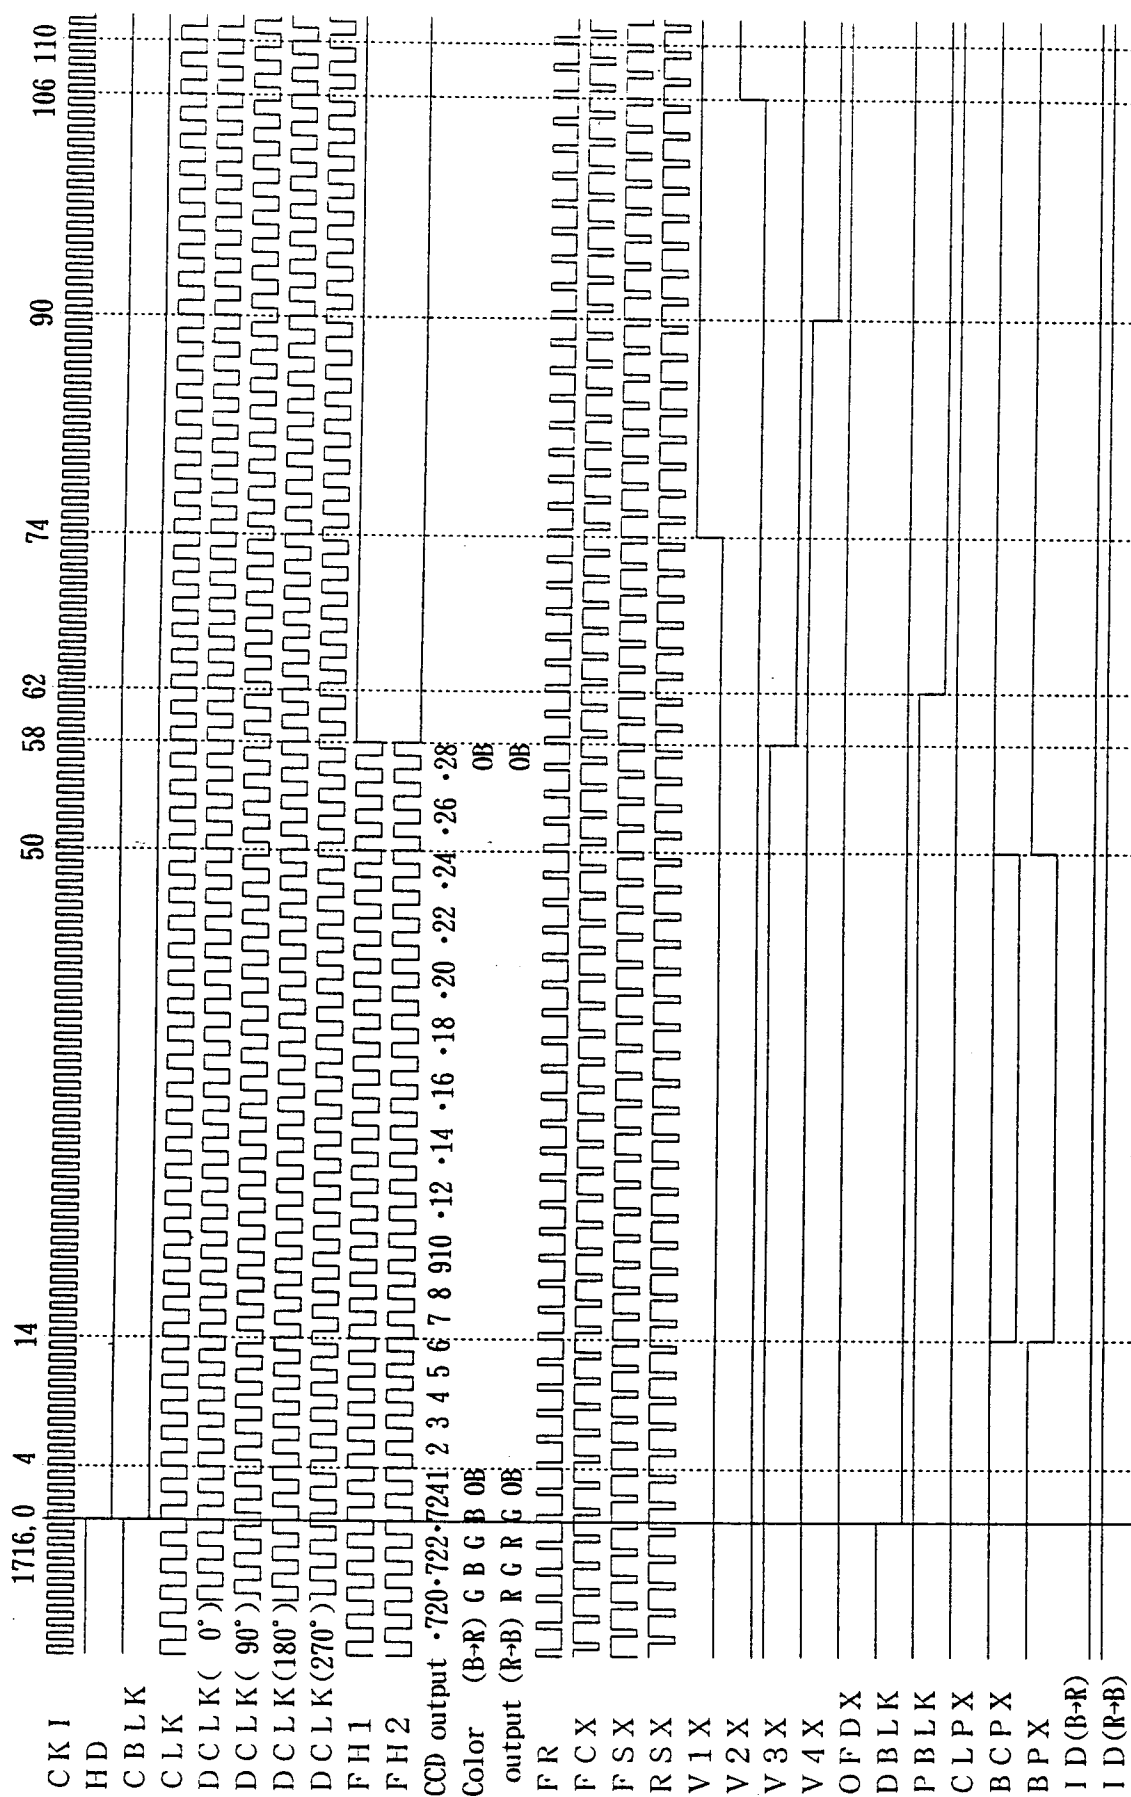 1716,0 4 14 50 58 62 74 90 106 110
CKI
HD
CBLK
CLK
DCLK( 0°)
DCLK( 90°)
DCLK(180°)
DCLK(270°)
FH1
FH2
CCD output ·720·722·7241 2 3 4 5 6 7 8 910 ·12 ·14 ·16 ·18 ·20 ·22 ·24 ·26 ·28
Color (B→R) G B G B OB OB
output (R→B) R G R G OB OB
FR
FCX
FSX
RSX
V1X
V2X
V3X
V4X
OFDX
DBLK
PBLK
CLPX
BCPX
BPX
ID(B→R)
ID(R→B)